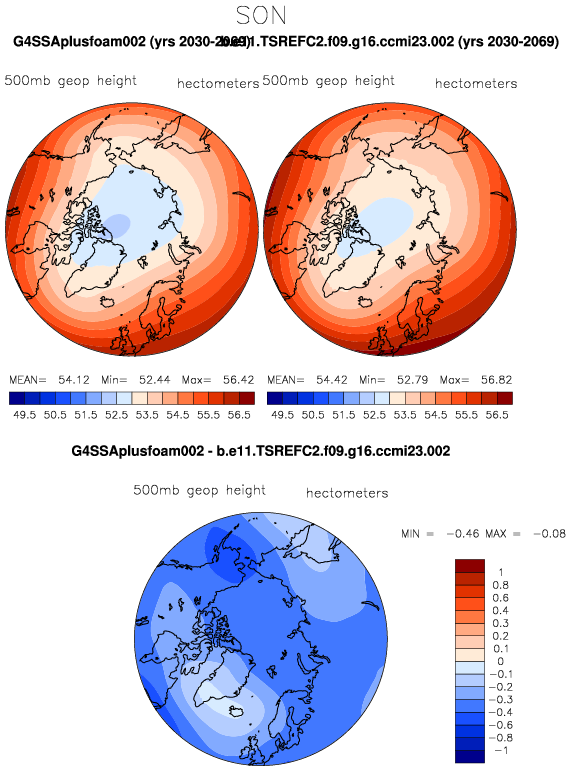 SON
G4SSAplusfoam002 (yrs 2030-2069) b.e11.TSREFC2.f09.g16.ccmi23.002 (yrs 2030-2069)
500mb geop height hectometers 500mb geop height hectometers
MEAN= 54.12 Min= 52.44 Max= 56.42 MEAN= 54.42 Min= 52.79 Max= 56.82
49.5 50.5 51.5 52.5 53.5 54.5 55.5 56.5 49.5 50.5 51.5 52.5 53.5 54.5 55.5 56.5
G4SSAplusfoam002 - b.e11.TSREFC2.f09.g16.ccmi23.002
500mb geop height hectometers
MIN = -0.46 MAX = -0.08
1
0.8
0.6
0.4
0.3
0.2
0.1
0
-0.1
-0.2
-0.3
-0.4
-0.6
-0.8
-1